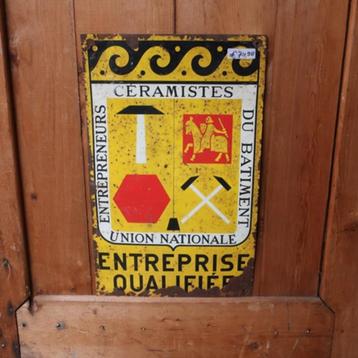 CÉRAMISTES
ENTREPRENEURS
DU BATIMENT
UNION NATIONALE
ENTREPRISE
QUALIFIÉE